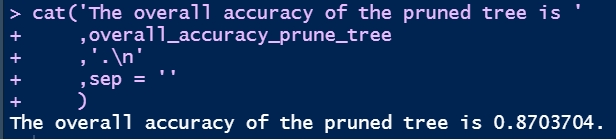 > cat('The overall accuracy of the pruned tree is '
+     ,overall_accuracy_prune_tree
+     ,'.\n'
+     ,sep = ''
+     )
The overall accuracy of the pruned tree is 0.8703704.